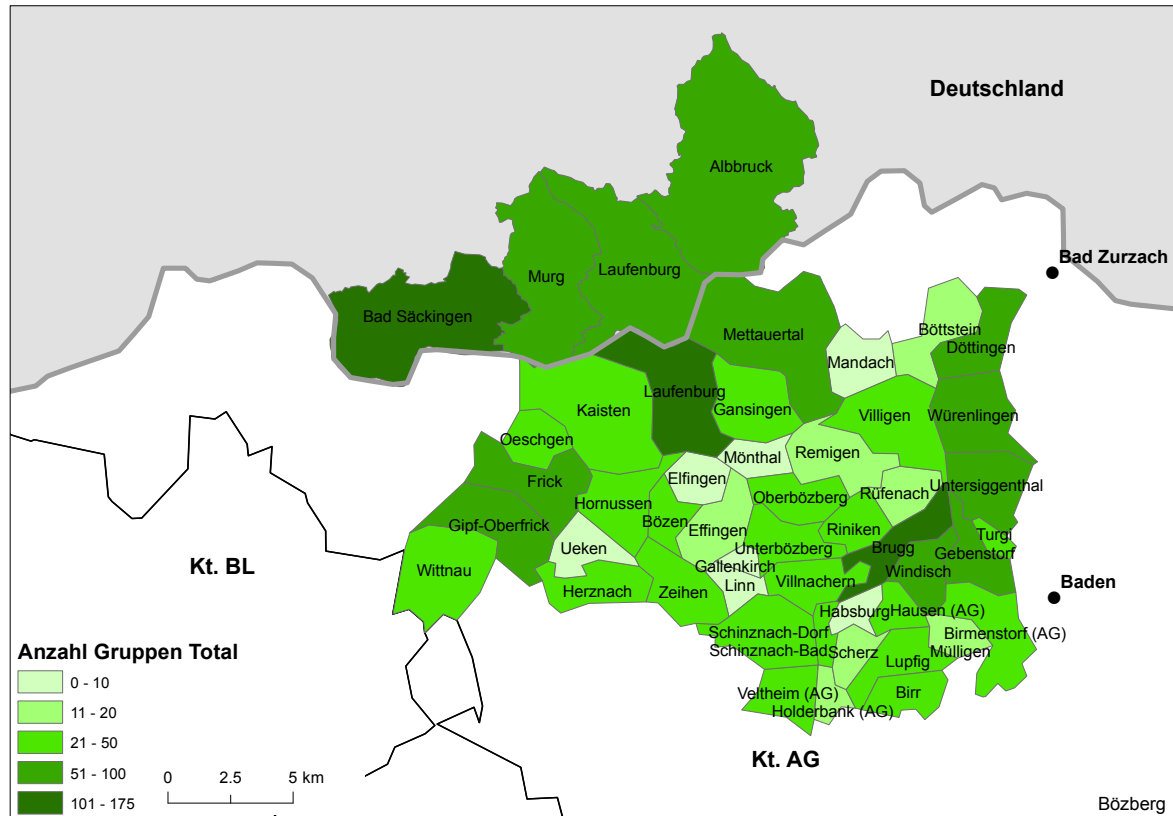 Deutschland
Albbruck
Bad Zurzach
Murg
Laufenburg
Bad Säckingen
Mettauertal
Böttstein
Döttingen
Mandach
Laufenburg
Gansingen
Kaisten
Villigen
Würenlingen
Oeschgen
Mönthal
Remigen
Elfingen
Frick
Untersiggenthal
Rüfenach
Oberbözberg
Hornussen
Bözen
Effingen
Riniken
Gipf-Oberfrick
Turgi
Ueken
Unterbözberg
Brugg
Gebenstorf
Gallenkirch
Kt. BL
Wittnau
Windisch
Linn
Villnachern
Herznach
Zeihen
Baden
Habsburg
Hausen (AG)
Schinznach-Dorf
Birmenstorf (AG)
Schinznach-Bad
Scherz
Mülligen
Lupfig
Veltheim (AG)
Birr
Holderbank (AG)
Kt. AG
Anzahl Gruppen Total
0 - 10
11 - 20
21 - 50
51 - 100
101 - 175
0 2.5 5 km
Bözberg